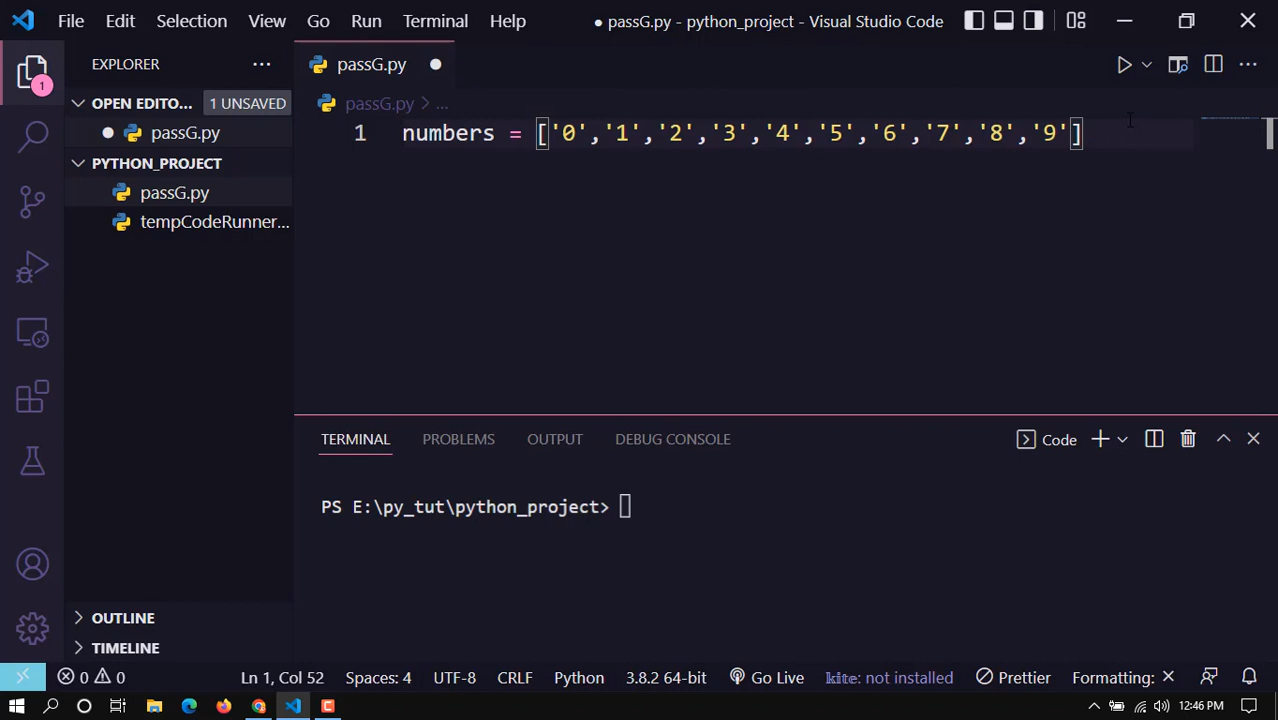 File Edit Selection View Go Run Terminal Help ● passG.py - python_project - Visual Studio Code
EXPLORER ...
passG.py ●
OPEN EDITO... 1 UNSAVED
● passG.py
PYTHON_PROJECT
passG.py
tempCodeRunner...
passG.py > ...
1 numbers = ['0','1','2','3','4','5','6','7','8','9']
TERMINAL PROBLEMS OUTPUT DEBUG CONSOLE Code
PS E:\py_tut\python_project>
1
OUTLINE
TIMELINE
0 0 Ln 1, Col 52 Spaces: 4 UTF-8 CRLF Python 3.8.2 64-bit Go Live kite: not installed Prettier Formatting: ×
12:46 PM